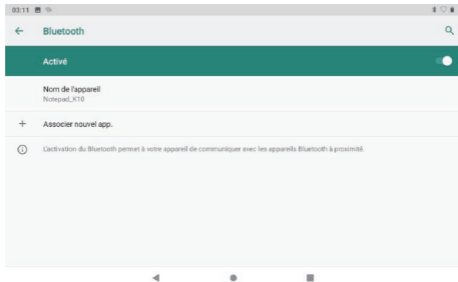 03:11
Bluetooth
Activé
Nom de l'appareil
Notepad_K10
Associer nouvel app.
L'activation du Bluetooth permet à votre appareil de communiquer avec les appareils Bluetooth à proximité.